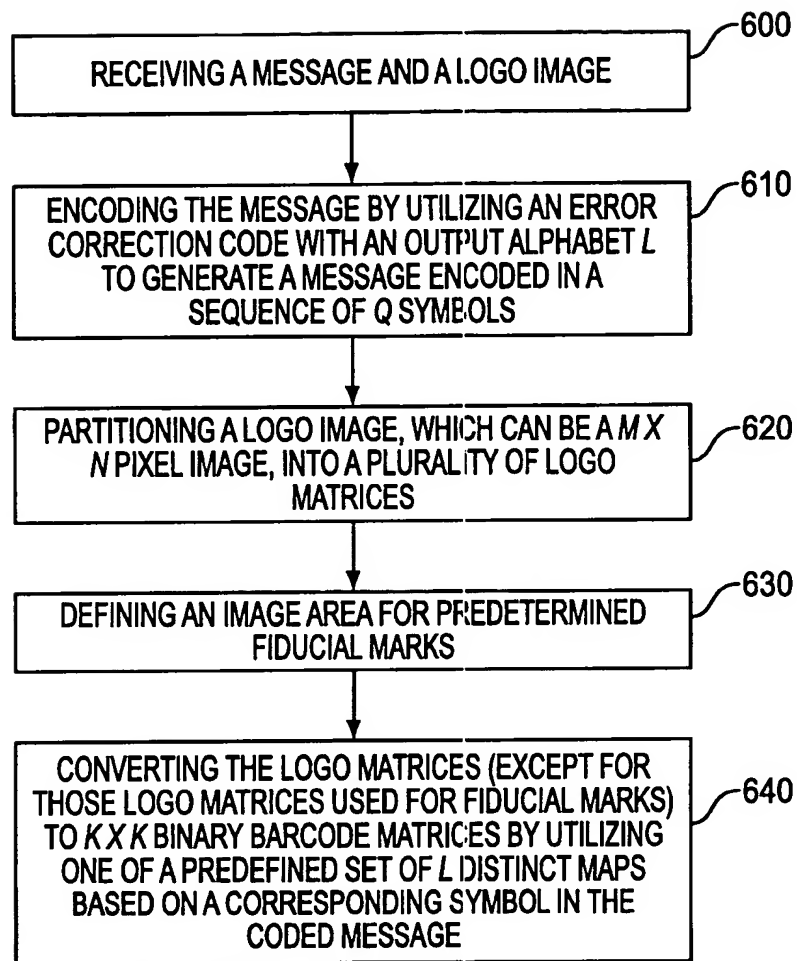 600
RECEIVING A MESSAGE AND A LOGO IMAGE
610
ENCODING THE MESSAGE BY UTILIZING AN ERROR
CORRECTION CODE WITH AN OUTPUT ALPHABET L
TO GENERATE A MESSAGE ENCODED IN A
SEQUENCE OF Q SYMBOLS
620
PARTITIONING A LOGO IMAGE, WHICH CAN BE A M X
N PIXEL IMAGE, INTO A PLURALITY OF LOGO
MATRICES
630
DEFINING AN IMAGE AREA FOR PREDETERMINED
FIDUCIAL MARKS
640
CONVERTING THE LOGO MATRICES (EXCEPT FOR
THOSE LOGO MATRICES USED FOR FIDUCIAL MARKS)
TO K X K BINARY BARCODE MATRICES BY UTILIZING
ONE OF A PREDEFINED SET OF L DISTINCT MAPS
BASED ON A CORRESPONDING SYMBOL IN THE
CODED MESSAGE